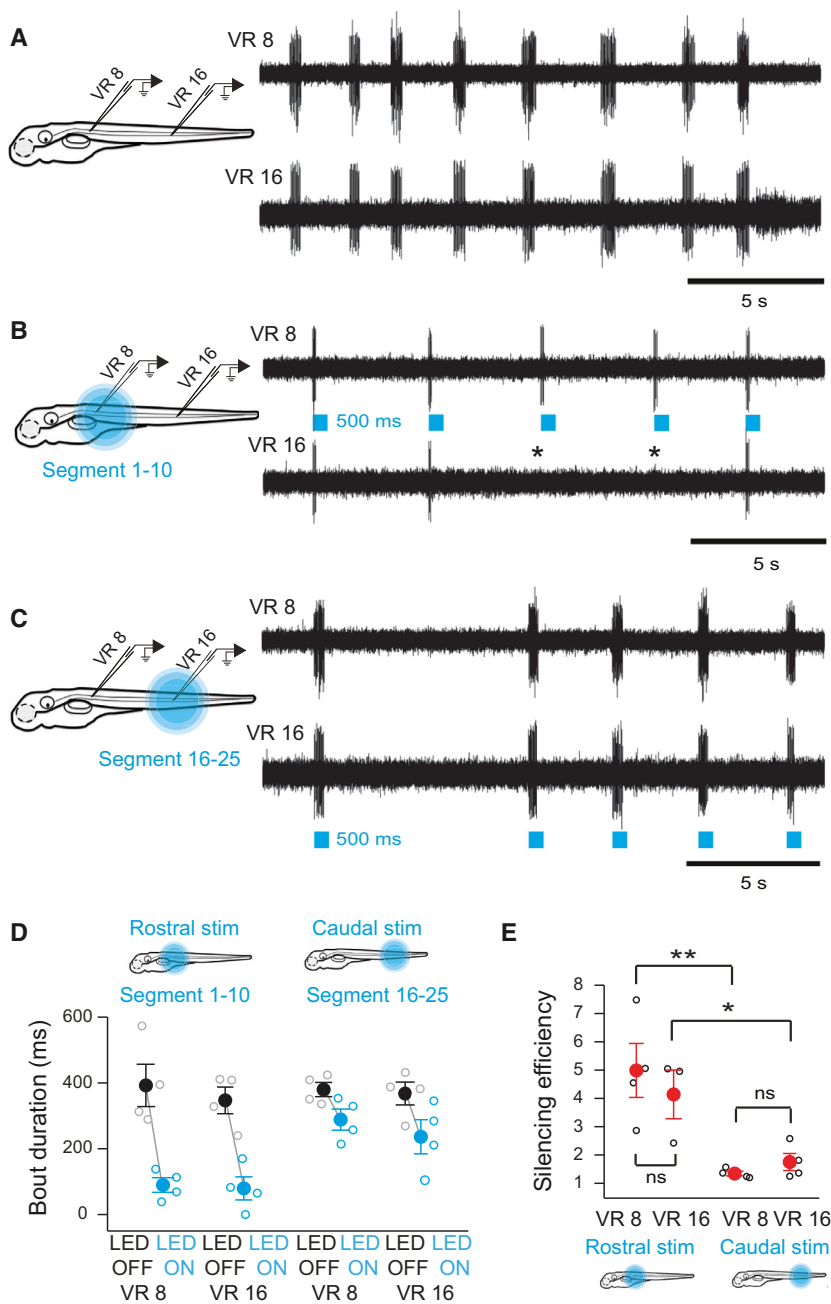 A
VR 8
VR 16
VR 8
VR 16
5 s
B
VR 8
VR 16
Segment 1-10
VR 8
500 ms
VR 16
* *
5 s
C
VR 8
VR 16
Segment 16-25
VR 8
VR 16
500 ms
5 s
D
Rostral stim
Caudal stim
Segment 1-10
Segment 16-25
Bout duration (ms)
600
400
200
0
LED LED LED LED LED LED LED LED
OFF ON OFF ON OFF ON OFF ON
VR 8 VR 16 VR 8 VR 16
E
Silencing efficiency
8
7
6
5
4
3
2
1
**
*
ns
ns
VR 8 VR 16 VR 8 VR 16
Rostral stim Caudal stim